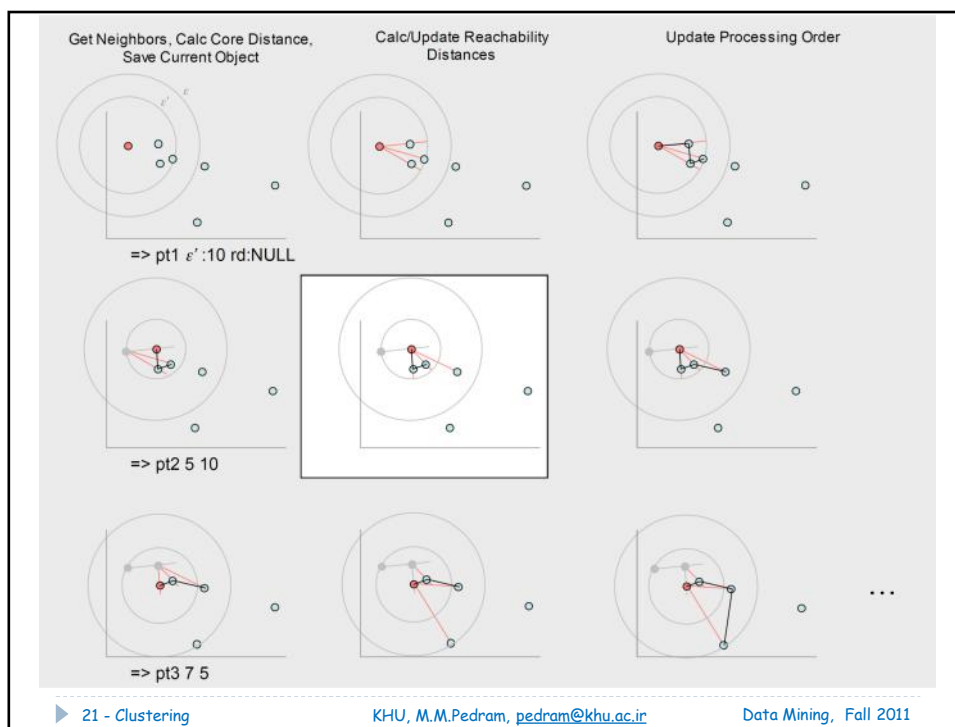 Get Neighbors, Calc Core Distance,
Save Current Object
Calc/Update Reachability
Distances
Update Processing Order
ε' ε
=> pt1 ε' :10 rd:NULL
=> pt2 5 10
=> pt3 7 5
...
21 - Clustering
KHU, M.M.Pedram, pedram@khu.ac.ir
Data Mining, Fall 2011